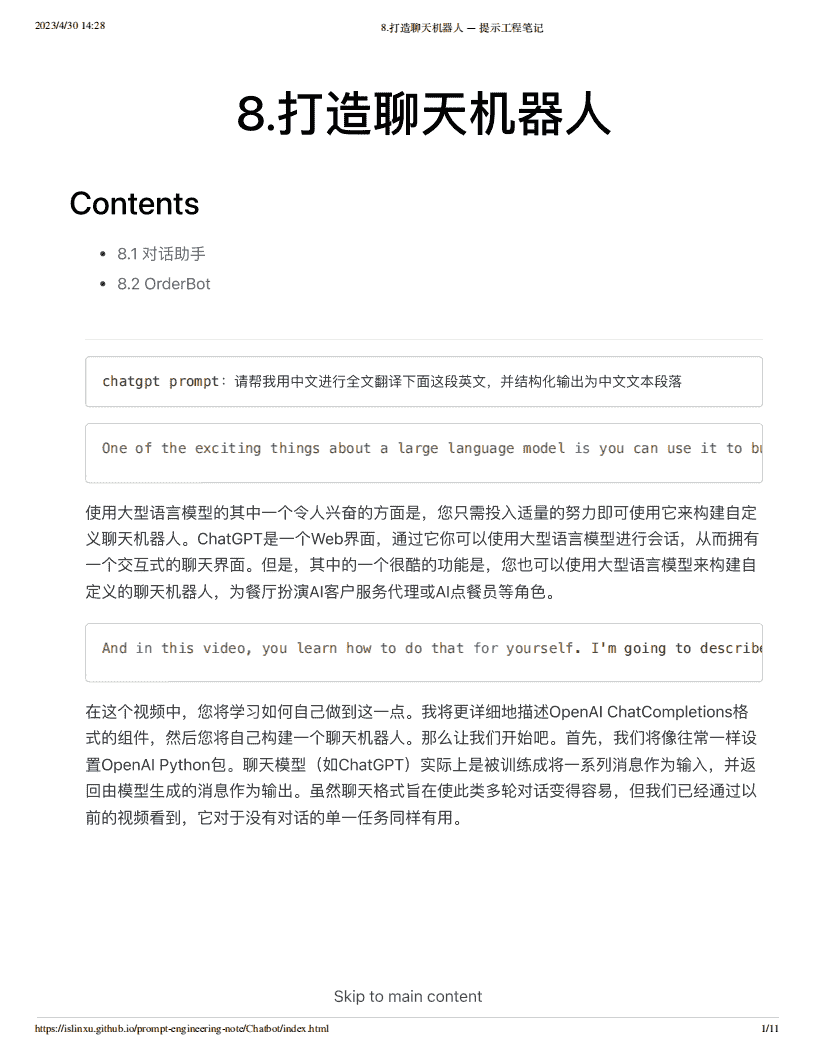 2023/4/30 14:28
8.打造聊天机器人 — 提示工程笔记
8.打造聊天机器人
Contents
• 8.1 对话助手
• 8.2 OrderBot
chatgpt prompt: 请帮我用中文进行全文翻译下面这段英文，并结构化输出为中文文本段落
One of the exciting things about a large language model is you can use it to bu
使用大型语言模型的其中一个令人兴奋的方面是，您只需投入适量的努力即可使用它来构建自定
义聊天机器人。ChatGPT是一个Web界面，通过它你可以使用大型语言模型进行会话，从而拥有
一个交互式的聊天界面。但是，其中的一个很酷的功能是，您也可以使用大型语言模型来构建自
定义的聊天机器人，为餐厅扮演AI客户服务代理或AI点餐员等角色。
And in this video, you learn how to do that for yourself. I'm going to describe
在这个视频中，您将学习如何自己做到这一点。我将更详细地描述OpenAI ChatCompletions格
式的组件，然后您将自己构建一个聊天机器人。那么让我们开始吧。首先，我们将像往常一样设
置OpenAI Python包。聊天模型（如ChatGPT）实际上是被训练成将一系列消息作为输入，并返
回由模型生成的消息作为输出。虽然聊天格式旨在使此类多轮对话变得容易，但我们已经通过以
前的视频看到，它对于没有对话的单一任务同样有用。
Skip to main content
https://islinxu.github.io/prompt-engineering-note/Chatbot/index.html
1/11